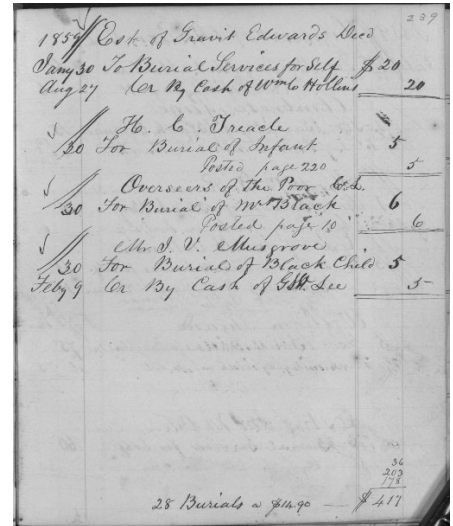 239
1859 Est of Gravit Edwards Decd
Jany 30 To Burial Services for Self $20
Aug 27 Cr By Cash of Wm C Hollins 20
H. C. Treacle
30 For Burial of Infant 5
Posted page 220 5
Overseers of the Poor
30 For Burial of Mr Black 6
Posted page 10 6
Mr J. V. Musgrove
30 For Burial of Black Child 5
Feby 9 Cr By Cash of Lee 5
36
203
178
28 Burials a $14.90 $417